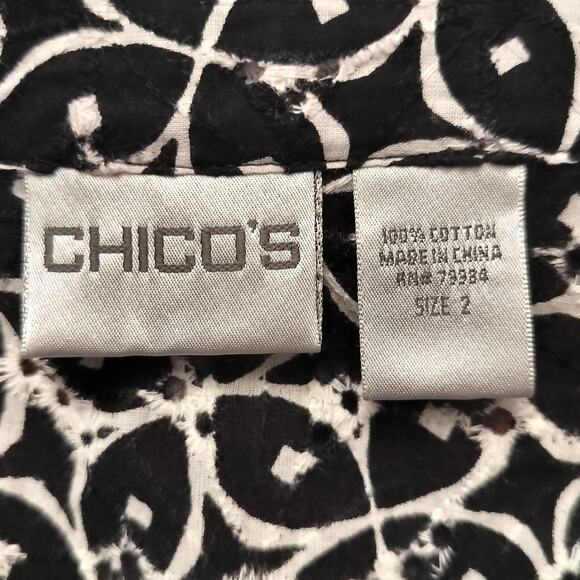 CHICO'S
100% COTTON
MADE IN CHINA
RN# 79984
SIZE 2